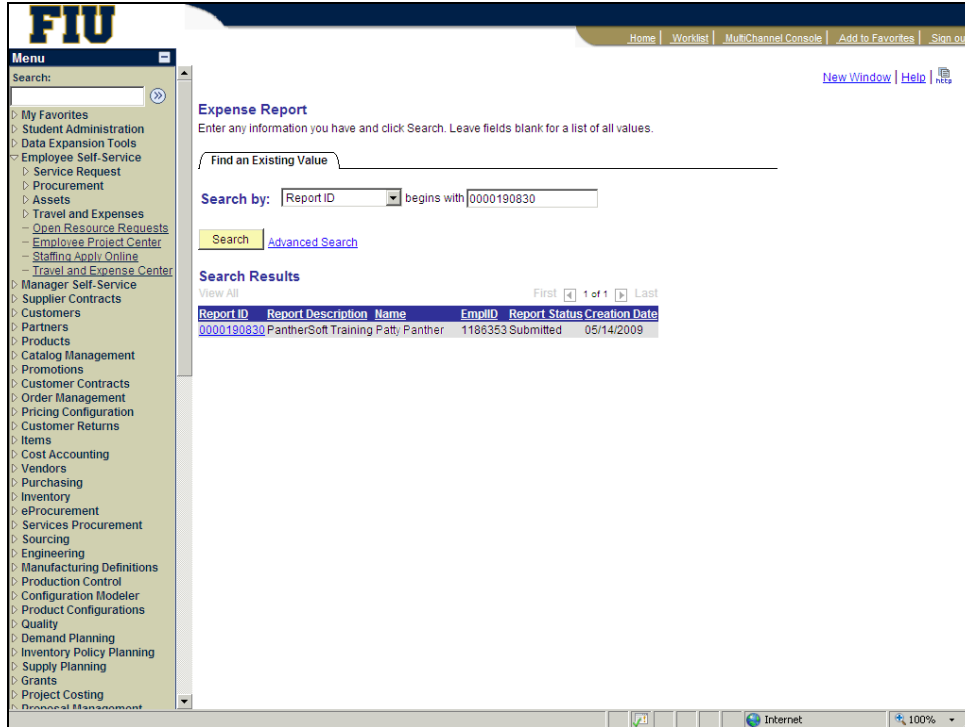 FIU
Home | Worklist | MultiChannel Console | Add to Favorites | Sign ou
Menu
Search:
My Favorites
Student Administration
Data Expansion Tools
Employee Self-Service
Service Request
Procurement
Assets
Travel and Expenses
Open Resource Requests
Employee Project Center
Staffing Apply Online
Travel and Expense Center
Manager Self-Service
Supplier Contracts
Customers
Partners
Products
Catalog Management
Promotions
Customer Contracts
Order Management
Pricing Configuration
Customer Returns
Items
Cost Accounting
Vendors
Purchasing
Inventory
eProcurement
Services Procurement
Sourcing
Engineering
Manufacturing Definitions
Production Control
Configuration Modeler
Product Configurations
Quality
Demand Planning
Inventory Policy Planning
Supply Planning
Grants
Project Costing
Proposal Management
New Window | Help | http
Expense Report
Enter any information you have and click Search. Leave fields blank for a list of all values.
Find an Existing Value
Search by: Report ID begins with 0000190830
Search Advanced Search
Search Results
View All First 1 of 1 Last
Report ID Report Description Name EmplID Report Status Creation Date
0000190830 PantherSoft Training Patty Panther 1186353 Submitted 05/14/2009
Internet 100%